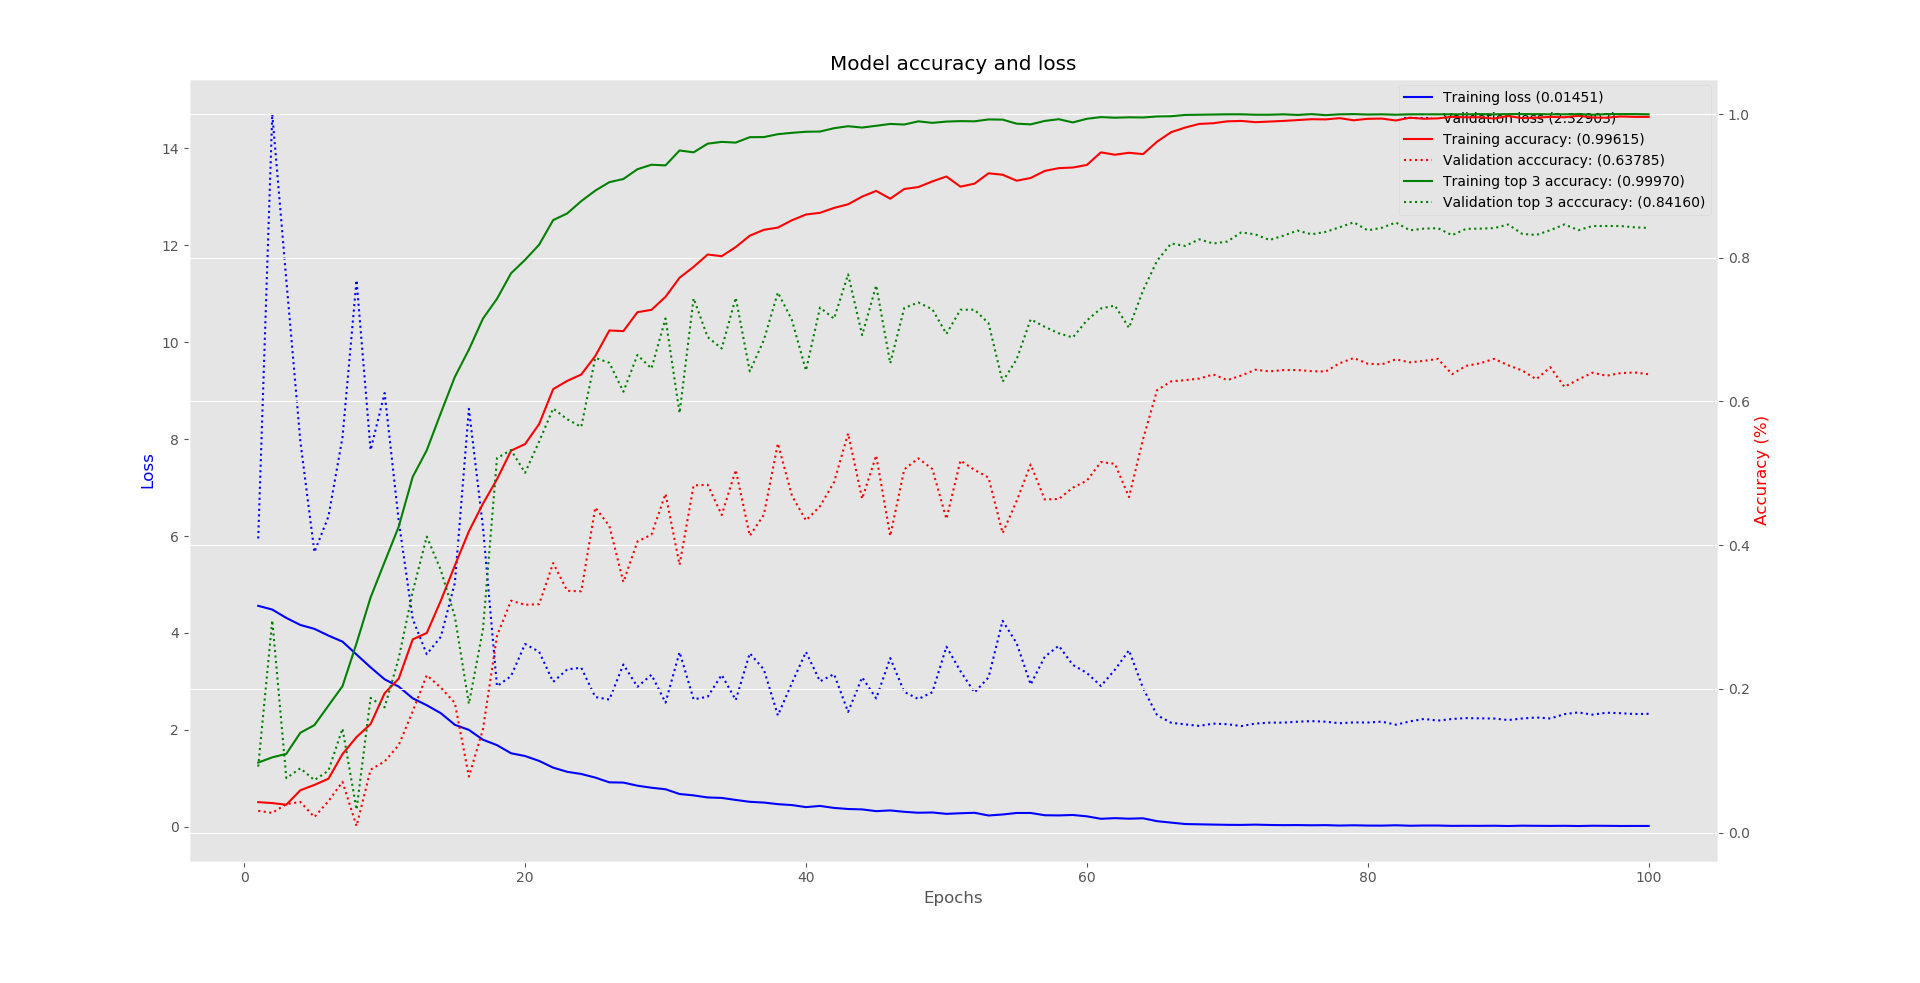 Model accuracy and loss
Training loss (0.01451)
Validation loss (2.32905)
Training accuracy: (0.99615)
Validation acccuracy: (0.63785)
Training top 3 accuracy: (0.99970)
Validation top 3 acccuracy: (0.84160)
14
12
10
8
6
4
2
0
Loss
1.0
0.8
0.6
0.4
0.2
0.0
Accuracy (%)
0
20
40
60
80
100
Epochs